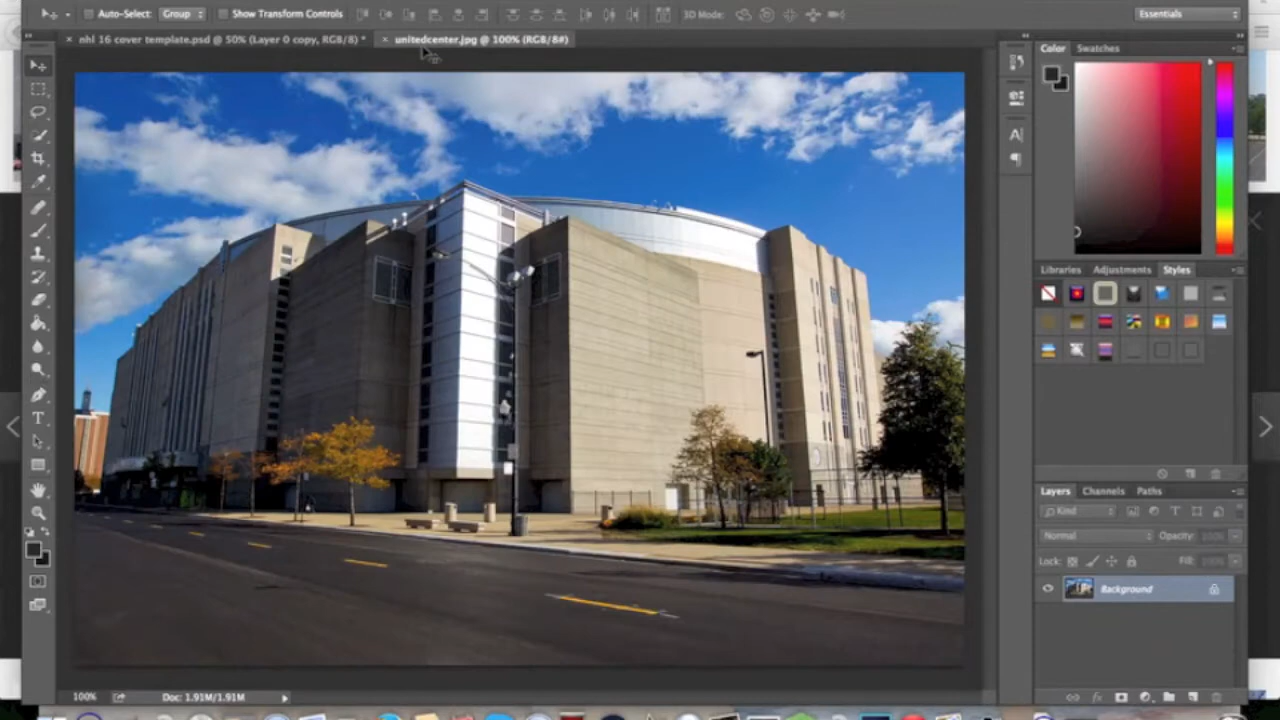 Auto-Select: Group Show Transform Controls 3D Mode: Essentials
× nhl 16 cover template.psd @ 50% (Layer 0 copy, RGB/8) * × unitedcenter.jpg @ 100% (RGB/8#)
Color Swatches
Libraries Adjustments Styles
Layers Channels Paths
Kind
Normal Opacity: 100%
Lock: Fill: 100%
Background
100% Doc: 1.91M/1.91M